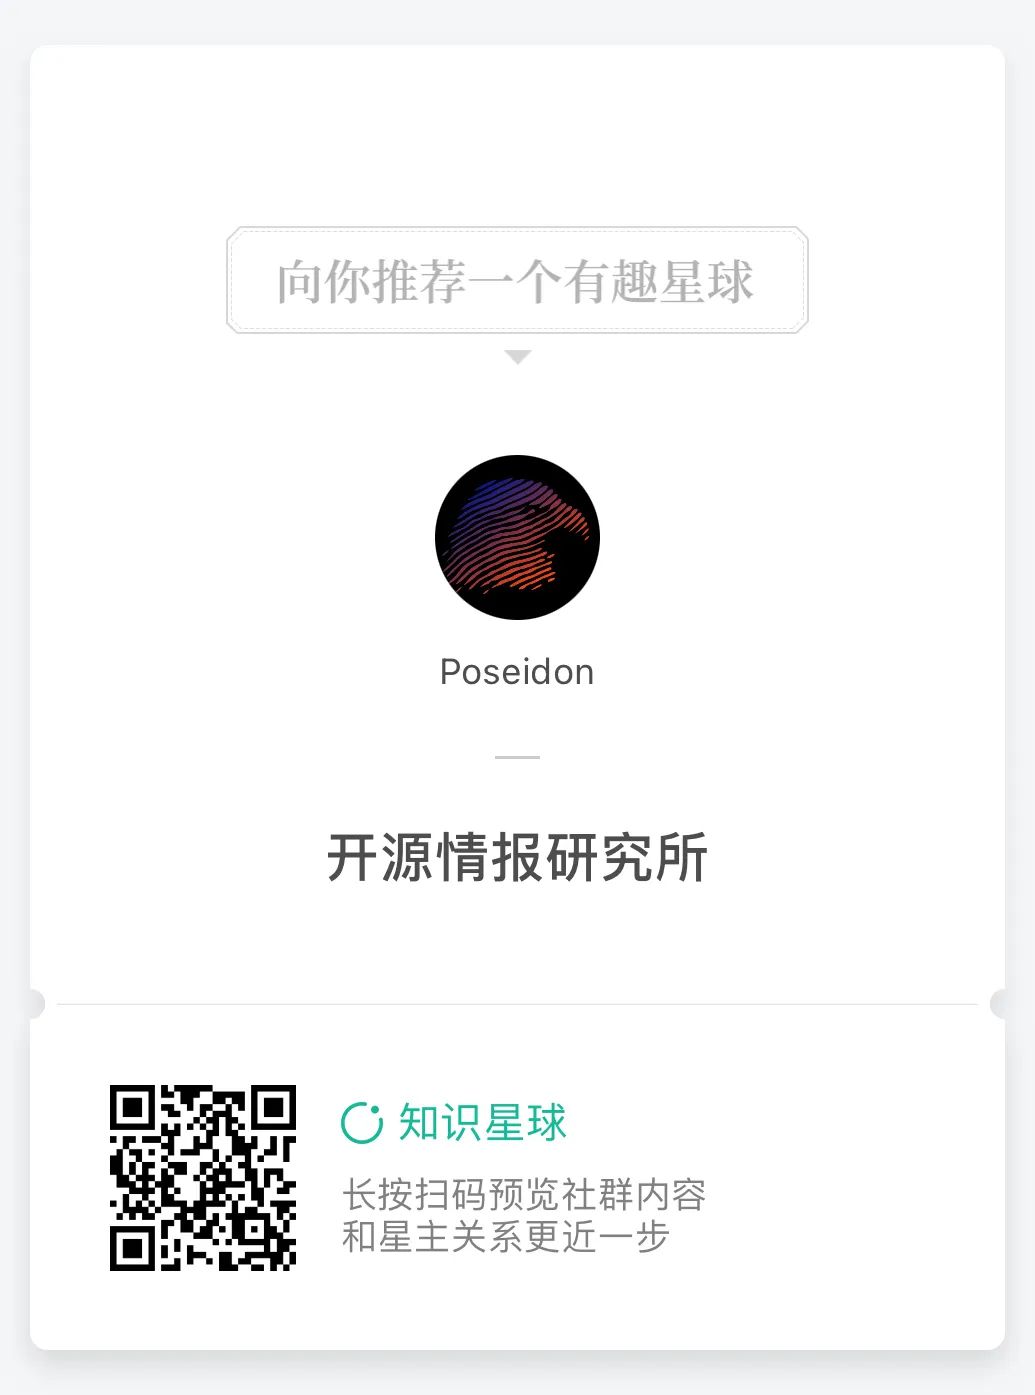 向你推荐一个有趣星球
Poseidon
开源情报研究所
知识星球
长按扫码预览社群内容
和星主关系更近一步